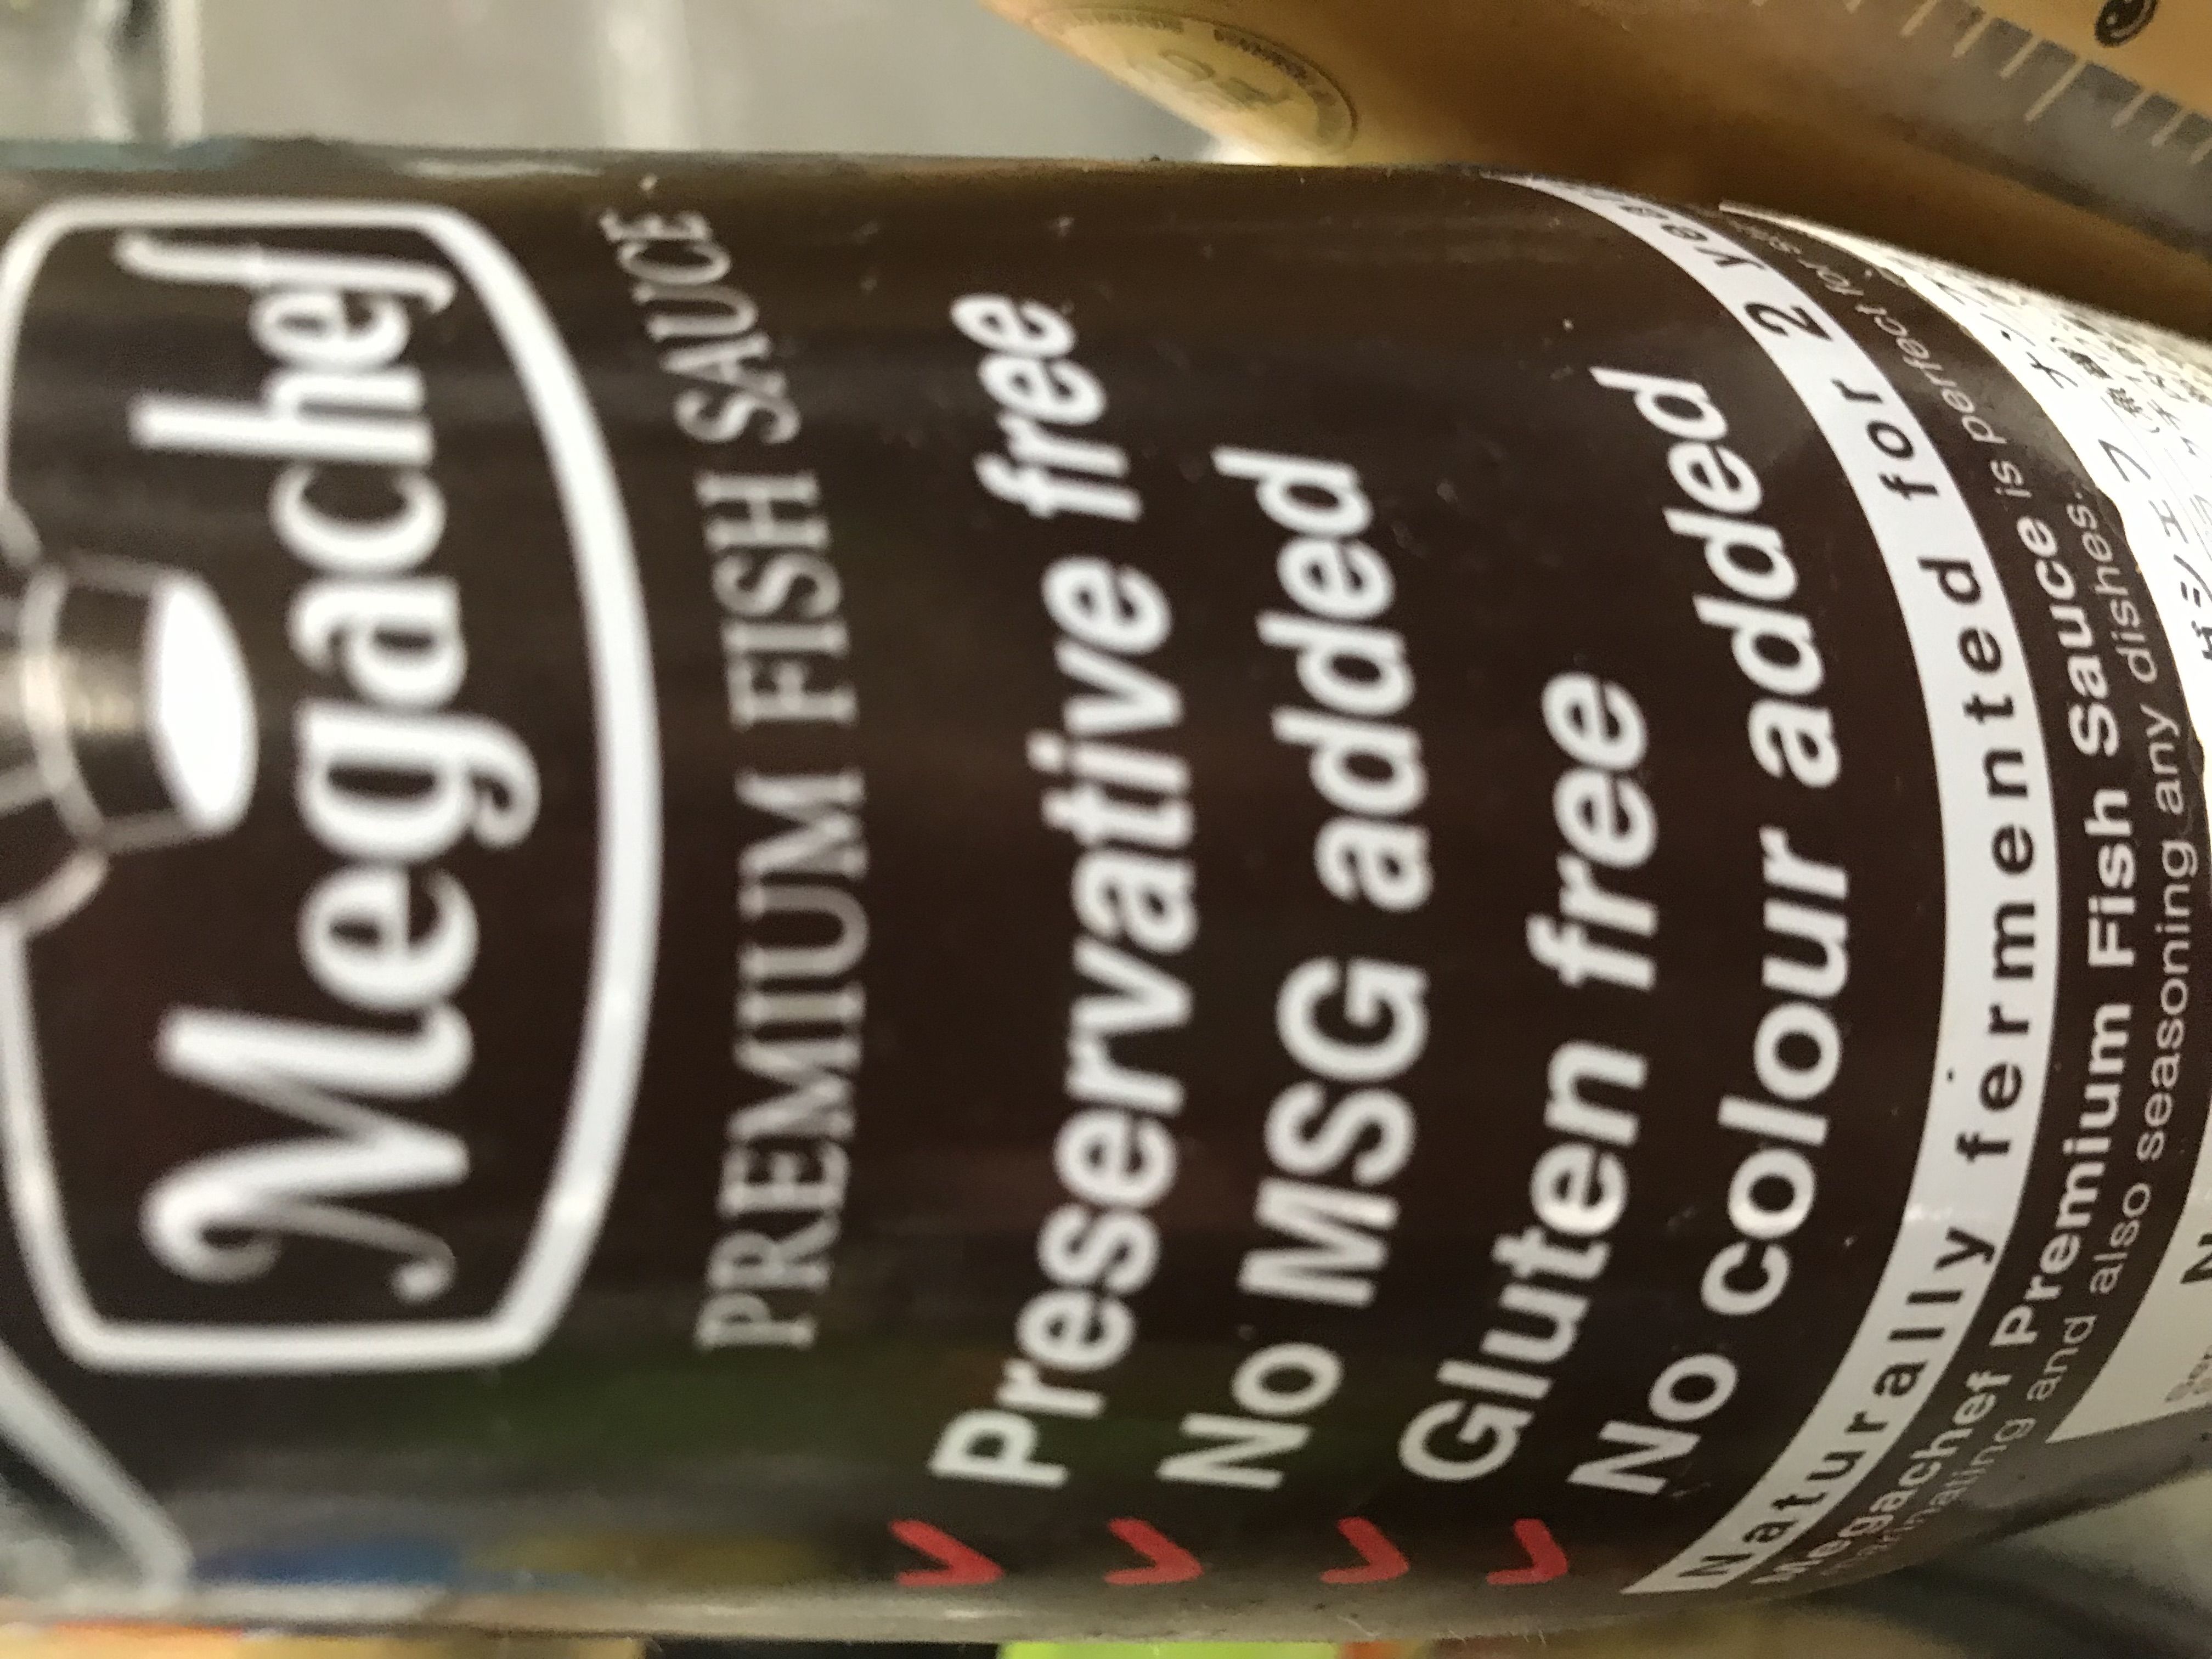 Megachef
PREMIUM FISH SAUCE
Preservative free
No MSG added
Gluten free
No colour added
Naturally fermented for 2
Megachef Premium Fish Sauce is perfect for
and also seasoning any dishes.